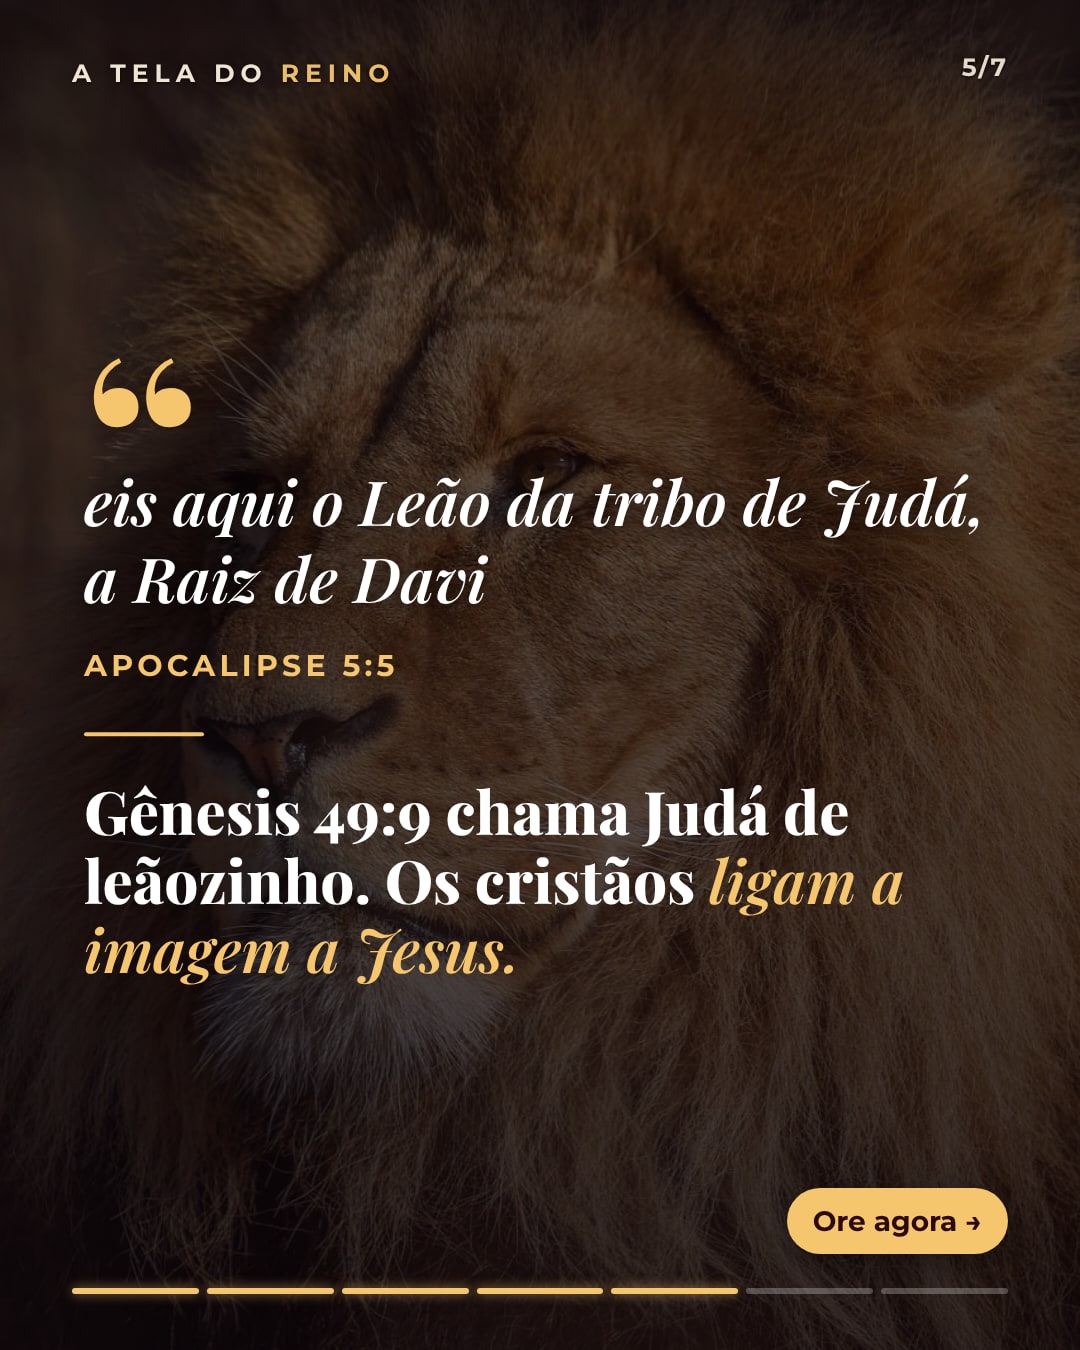 A TELA DO REINO
5/7
“
eis aqui o Leão da tribo de Judá,
a Raiz de Davi
APOCALIPSE 5:5
Gênesis 49:9 chama Judá de
leãozinho. Os cristãos ligam a
imagem a Jesus.
Ore agora →